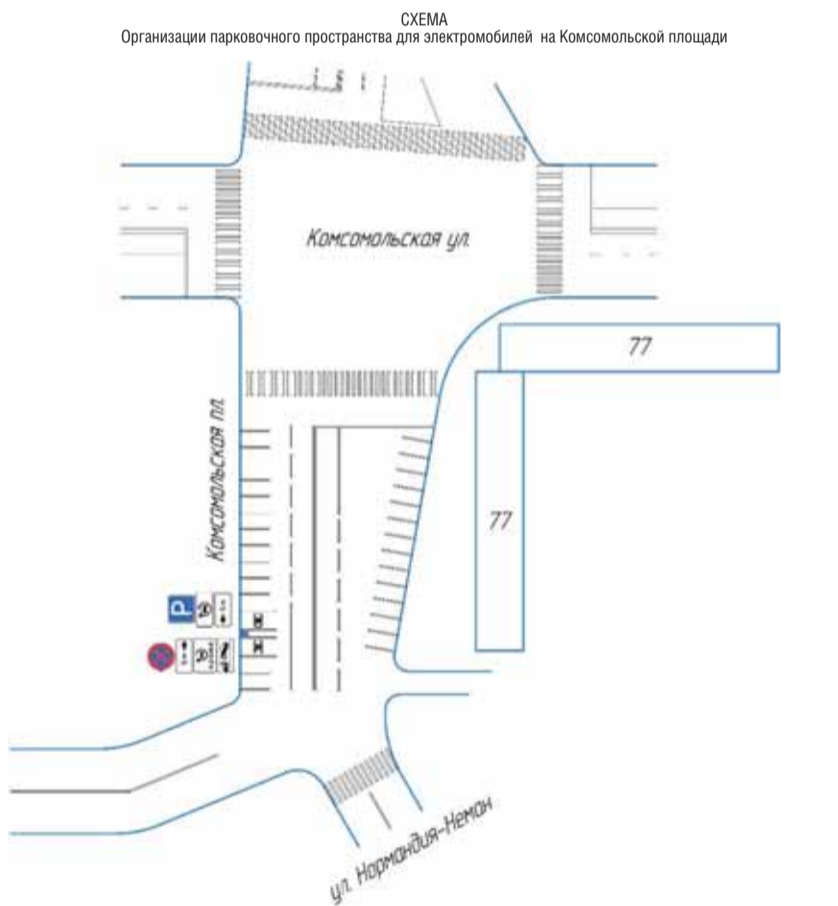 СХЕМА
Организации парковочного пространства для электромобилей на Комсомольской площади
Комсомольская ул.
77
Комсомольская пл.
77
P
ул. Нормандия-Неман